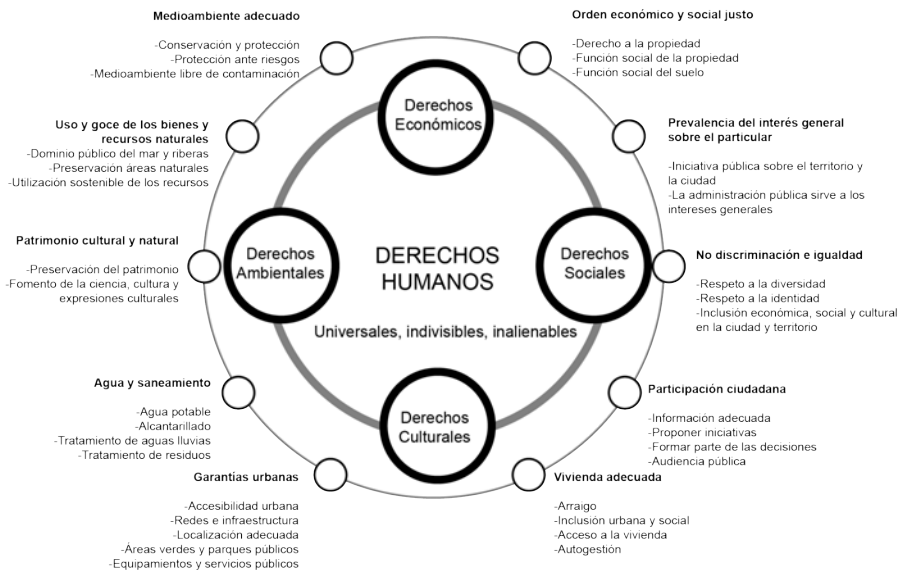 Medioambiente adecuado
-Conservación y protección
-Protección ante riesgos
-Medioambiente libre de contaminación
Orden económico y social justo
-Derecho a la propiedad
-Función social de la propiedad
-Función social del suelo
Uso y goce de los bienes y
recursos naturales
-Dominio público del mar y riberas
-Preservación áreas naturales
-Utilización sostenible de los recursos
Prevalencia del interés general
sobre el particular
-Iniciativa pública sobre el territorio y
la ciudad
-La administración pública sirve a los
intereses generales
Patrimonio cultural y natural
-Preservación del patrimonio
-Fomento de la ciencia, cultura y
expresiones culturales
No discriminación e igualdad
-Respeto a la diversidad
-Respeto a la identidad
-Inclusión económica, social y cultural
en la ciudad y territorio
Agua y saneamiento
-Agua potable
-Alcantarillado
-Tratamiento de aguas lluvias
-Tratamiento de residuos
Participación ciudadana
-Información adecuada
-Proponer iniciativas
-Formar parte de las decisiones
-Audiencia pública
Garantías urbanas
-Accesibilidad urbana
-Redes e infraestructura
-Localización adecuada
-Áreas verdes y parques públicos
-Equipamientos y servicios públicos
Vivienda adecuada
-Arraigo
-Inclusión urbana y social
-Acceso a la vivienda
-Autogestión
Derechos
Económicos
Derechos
Ambientales
DERECHOS
HUMANOS
Universales, indivisibles, inalienables
Derechos
Sociales
Derechos
Culturales